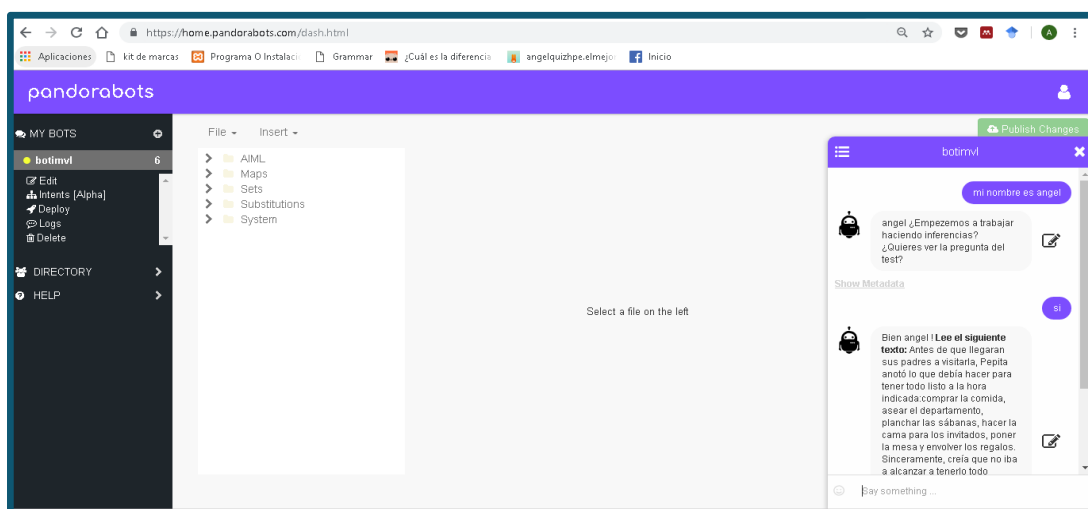 https://home.pandorabots.com/dash.html
A
Aplicaciones kit de marcas Programa O Instalaci Grammar ¿Cuál es la diferencia angelquizhpe.elmejo Inicio
pandorabots
MY BOTS
botimvl 6
Edit
Intents [Alpha]
Deploy
Logs
Delete
DIRECTORY
HELP
File Insert
AIML
Maps
Sets
Substitutions
System
Select a file on the left
Publish Changes
botimvl
mi nombre es angel
angel ¿Empezemos a trabajar
haciendo inferencias?
¿Quieres ver la pregunta del
test?
Show Metadata
si
Bien angel ! Lee el siguiente
texto: Antes de que llegaran
sus padres a visitarla, Pepita
anotó lo que debía hacer para
tener todo listo a la hora
indicada:comprar la comida,
asear el departamento,
planchar las sábanas, hacer la
cama para los invitados, poner
la mesa y envolver los regalos.
Sinceramente, creía que no iba
a alcanzar a tenerlo todo
Say something ...